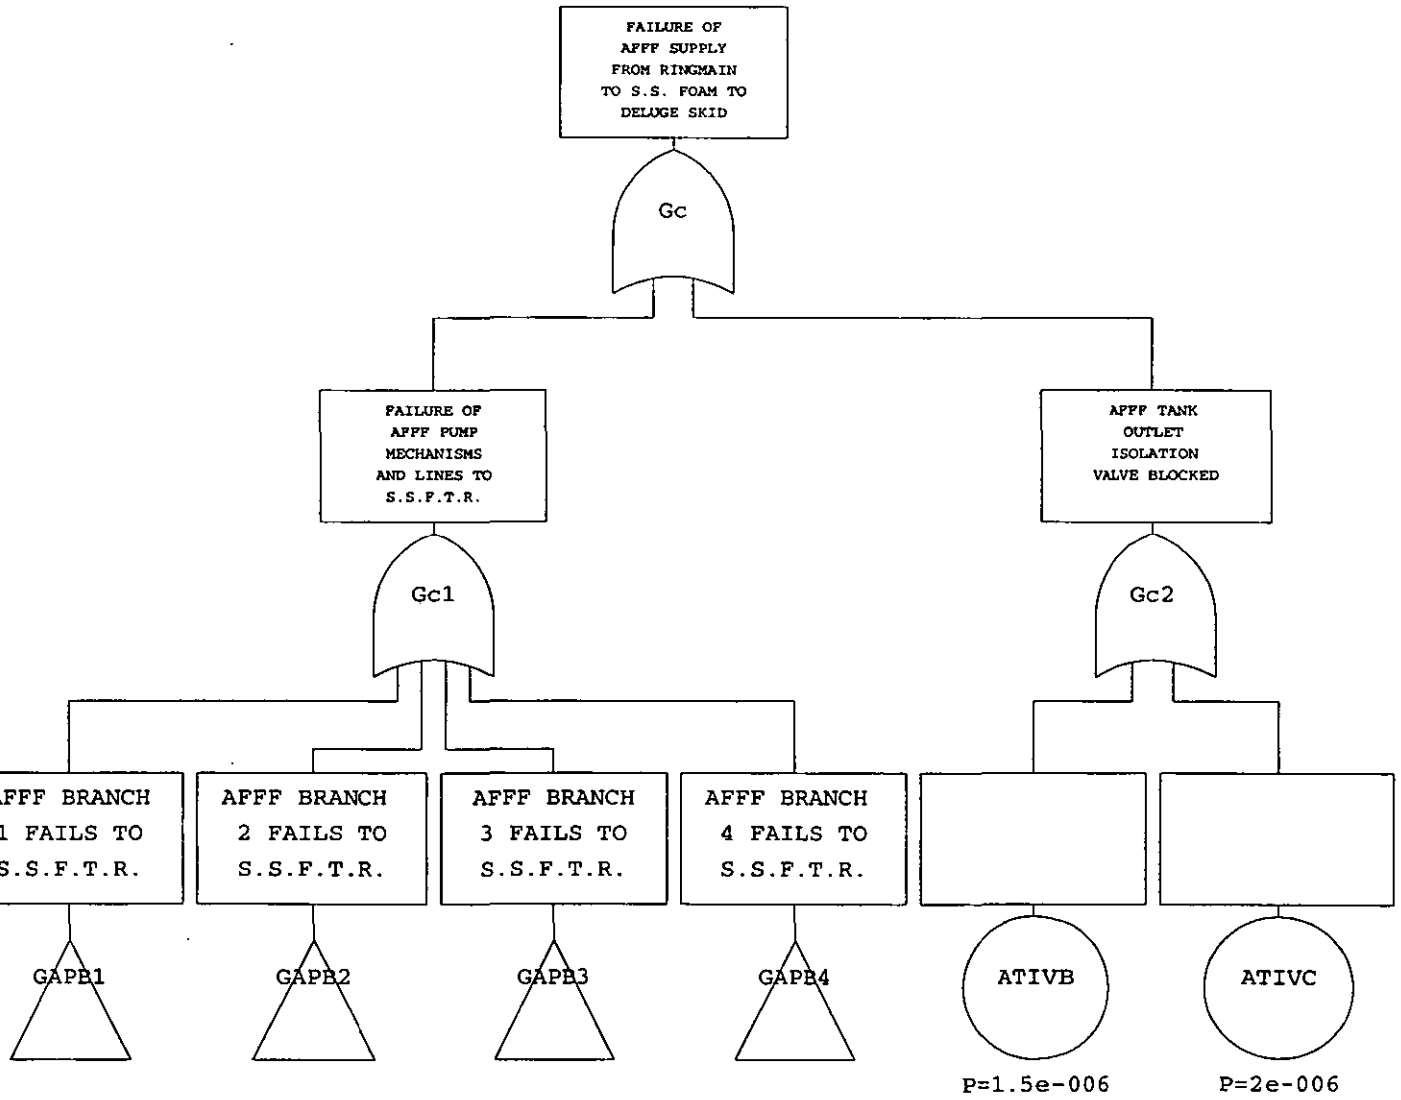 FAILURE OF
AFFF SUPPLY
FROM RINGMAIN
TO S.S. FOAM TO
DELUGE SKID
Gc
FAILURE OF
AFFF PUMP
MECHANISMS
AND LINES TO
S.S.F.T.R.
AFFF TANK
OUTLET
ISOLATION
VALVE BLOCKED
Gc1
Gc2
AFFF BRANCH
1 FAILS TO
S.S.F.T.R.
AFFF BRANCH
2 FAILS TO
S.S.F.T.R.
AFFF BRANCH
3 FAILS TO
S.S.F.T.R.
AFFF BRANCH
4 FAILS TO
S.S.F.T.R.
GAPB1
GAPB2
GAPB3
GAPB4
ATIVB
ATIVC
P=1.5e-006
P=2e-006